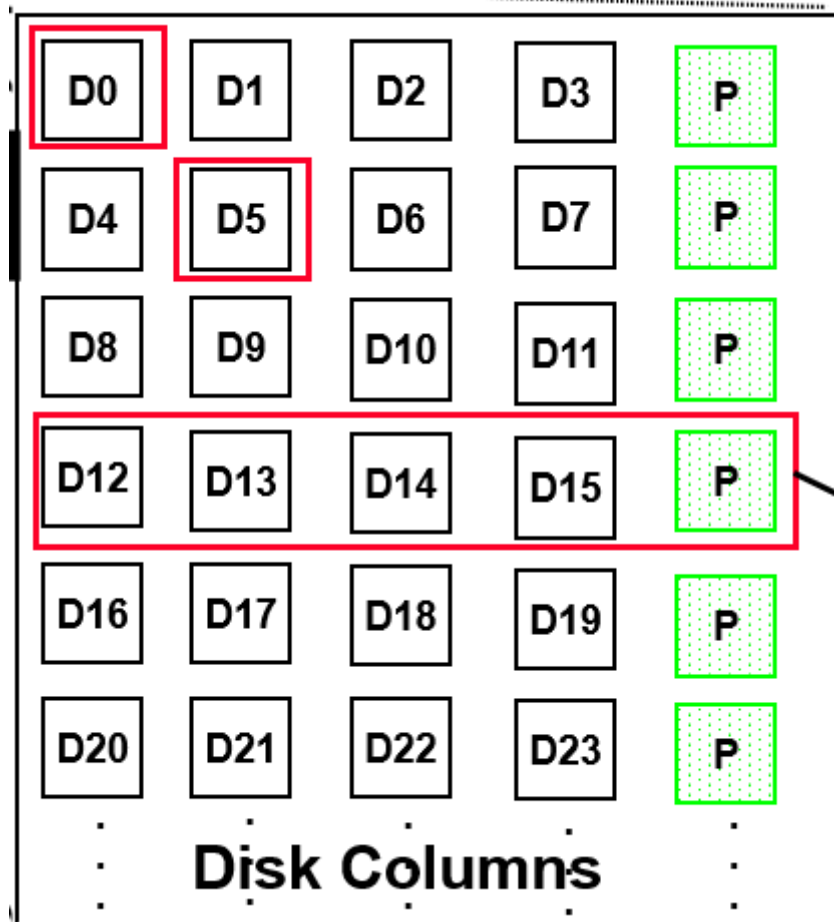 D0 D1 D2 D3 P
D4 D5 D6 D7 P
D8 D9 D10 D11 P
D12 D13 D14 D15 P
D16 D17 D18 D19 P
D20 D21 D22 D23 P
Disk Columns